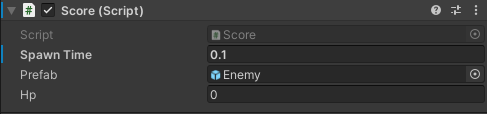 # Score (Script)
Script Score
Spawn Time 0.1
Prefab Enemy
Hp 0